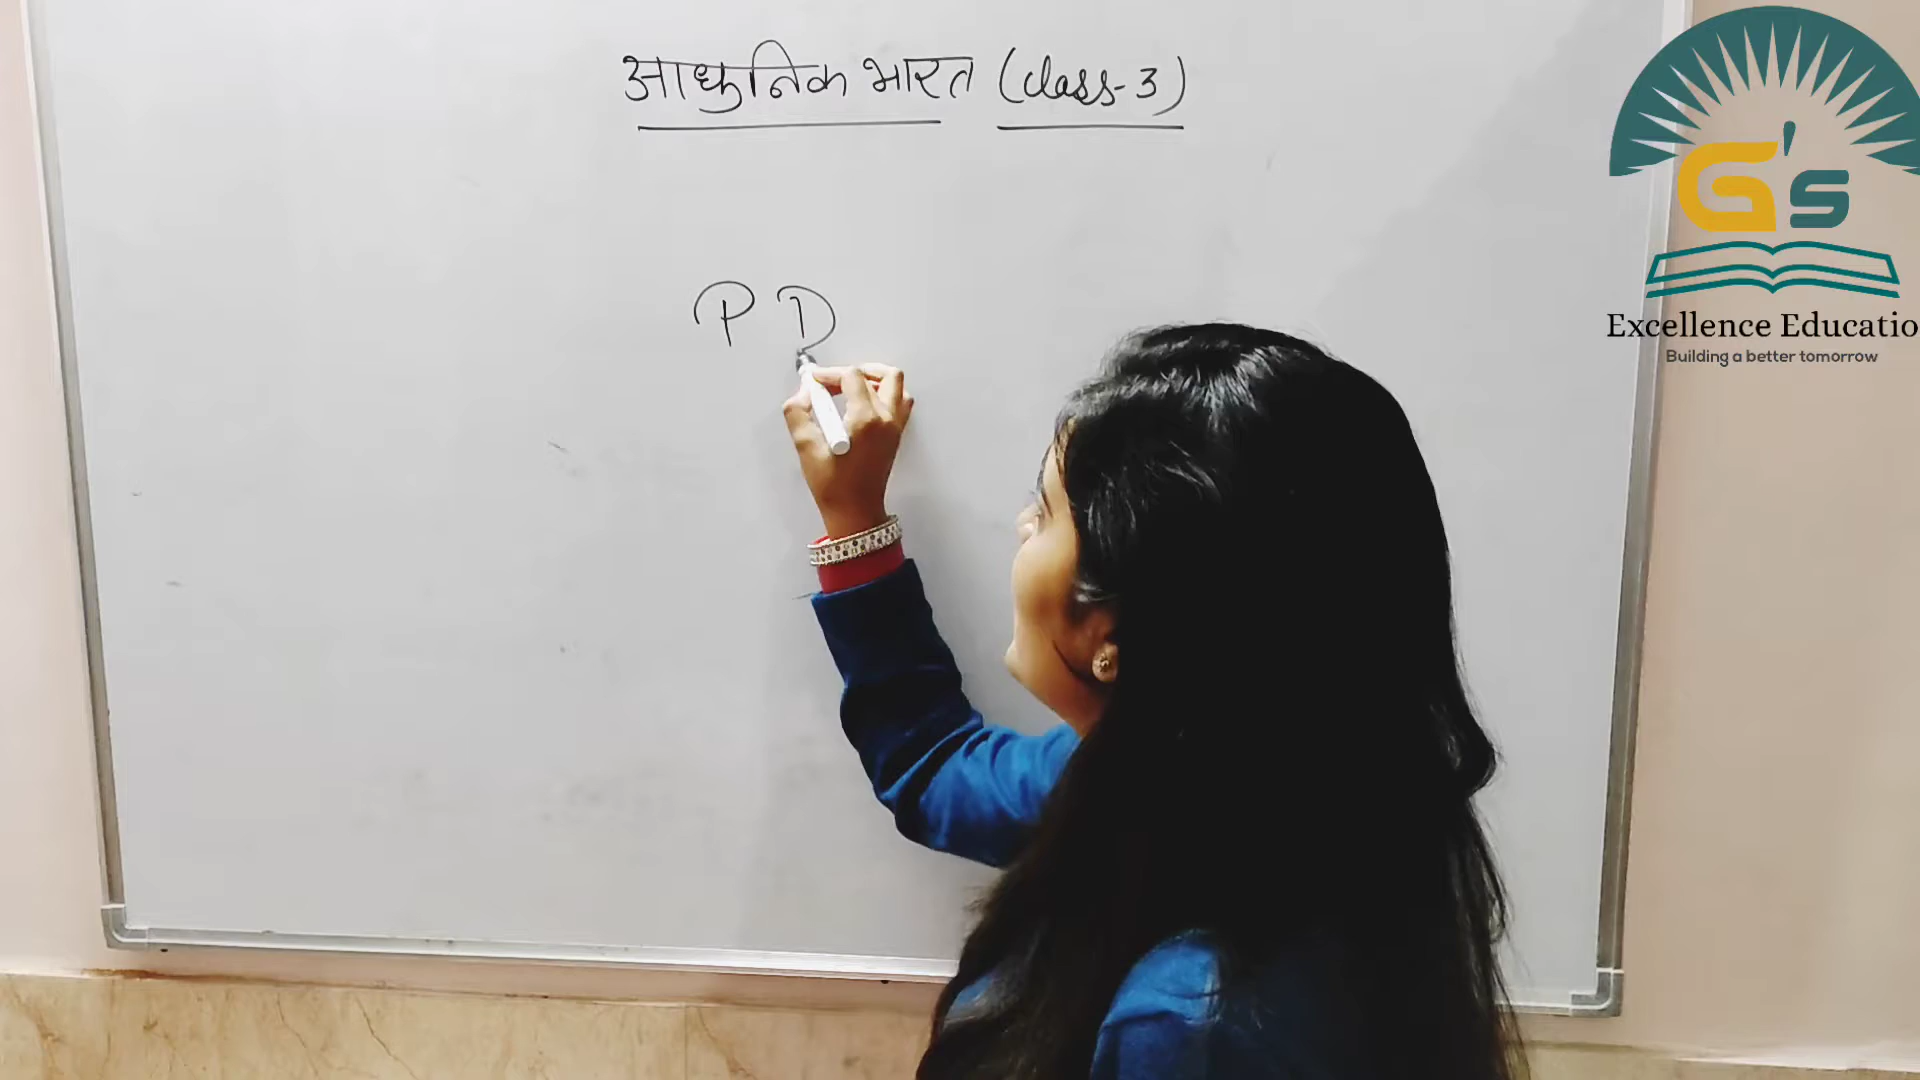 आधुनिक भारत (class-3)
P D
G's
Excellence Educatio
Building a better tomorrow